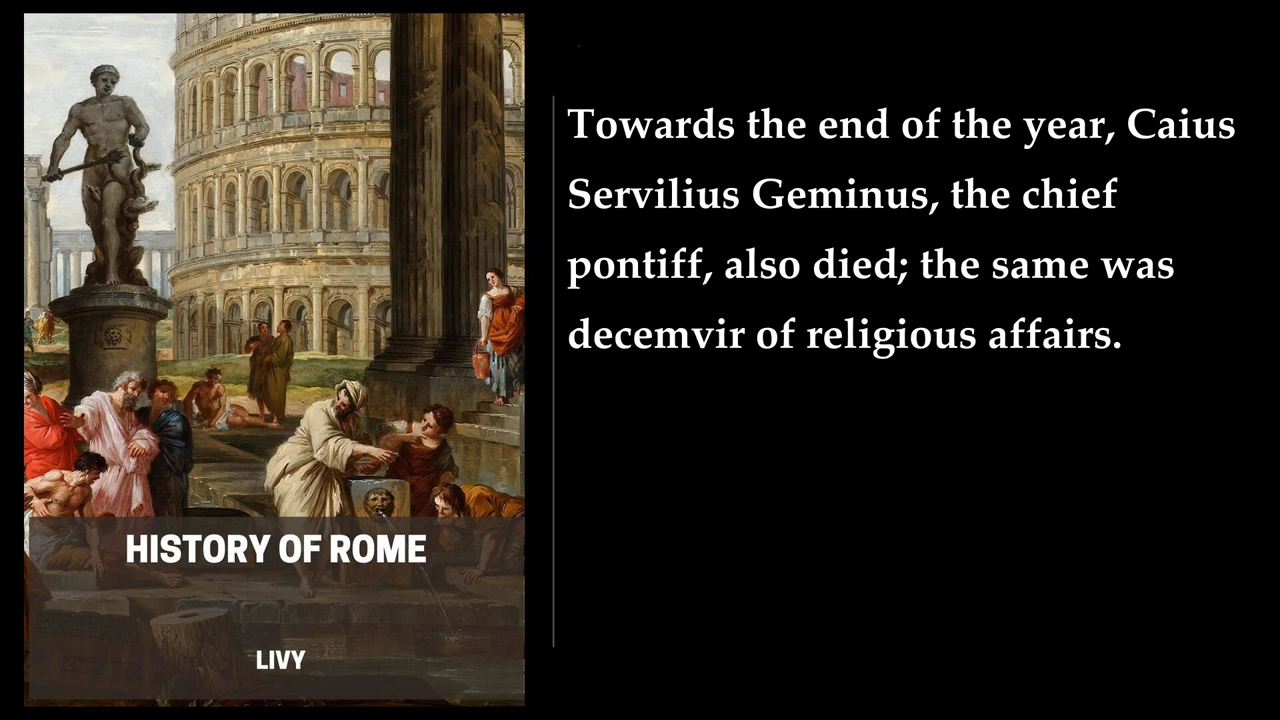 Towards the end of the year, Caius
Servilius Geminus, the chief
pontiff, also died; the same was
decemvir of religious affairs.
HISTORY OF ROME
LIVY